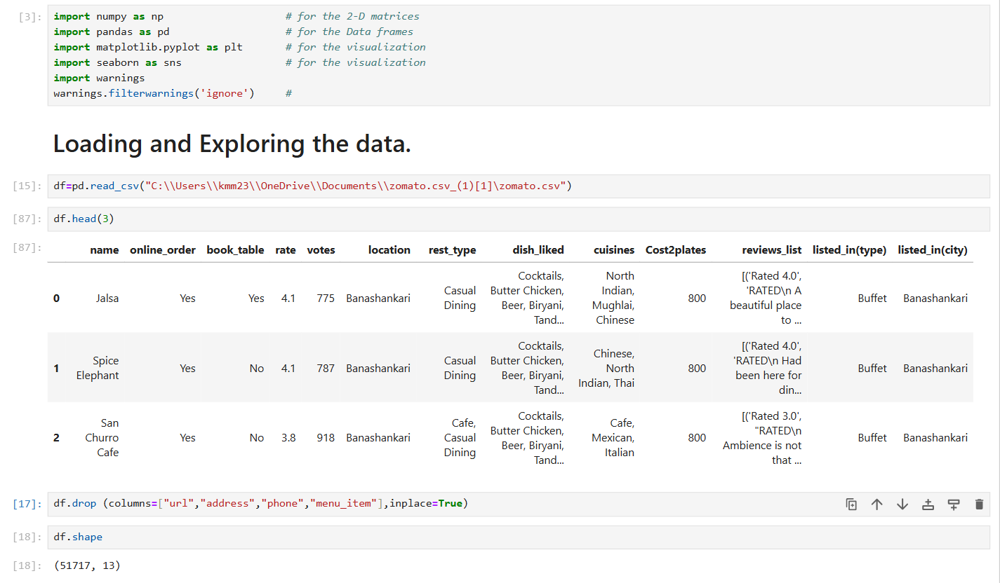 [3]: import numpy as np # for the 2-D matrices
import pandas as pd # for the Data frames
import matplotlib.pyplot as plt # for the visualization
import seaborn as sns # for the visualization
import warnings
warnings.filterwarnings('ignore') #
Loading and Exploring the data.
[15]: df=pd.read_csv("C:\\Users\\kmm23\\OneDrive\\Documents\\zomato.csv_(1)[1]\zomato.csv")
[87]: df.head(3)
[87]: name online_order book_table rate votes location rest_type dish_liked cuisines Cost2plates reviews_list listed_in(type) listed_in(city)
0 Jalsa Yes Yes 4.1 775 Banashankari Casual Dining Cocktails, Butter Chicken, Beer, Biryani, Tand... North Indian, Mughlai, Chinese 800 [('Rated 4.0', 'RATED\n A beautiful place to ... Buffet Banashankari
1 Spice Elephant Yes No 4.1 787 Banashankari Casual Dining Cocktails, Butter Chicken, Beer, Biryani, Tand... Chinese, North Indian, Thai 800 [('Rated 4.0', 'RATED\n Had been here for din... Buffet Banashankari
2 San Churro Cafe Yes No 3.8 918 Banashankari Cafe, Casual Dining Cocktails, Butter Chicken, Beer, Biryani, Tand... Cafe, Mexican, Italian 800 [('Rated 3.0', "RATED\n Ambience is not that ... Buffet Banashankari
[17]: df.drop (columns=["url","address","phone","menu_item"],inplace=True)
[18]: df.shape
[18]: (51717, 13)